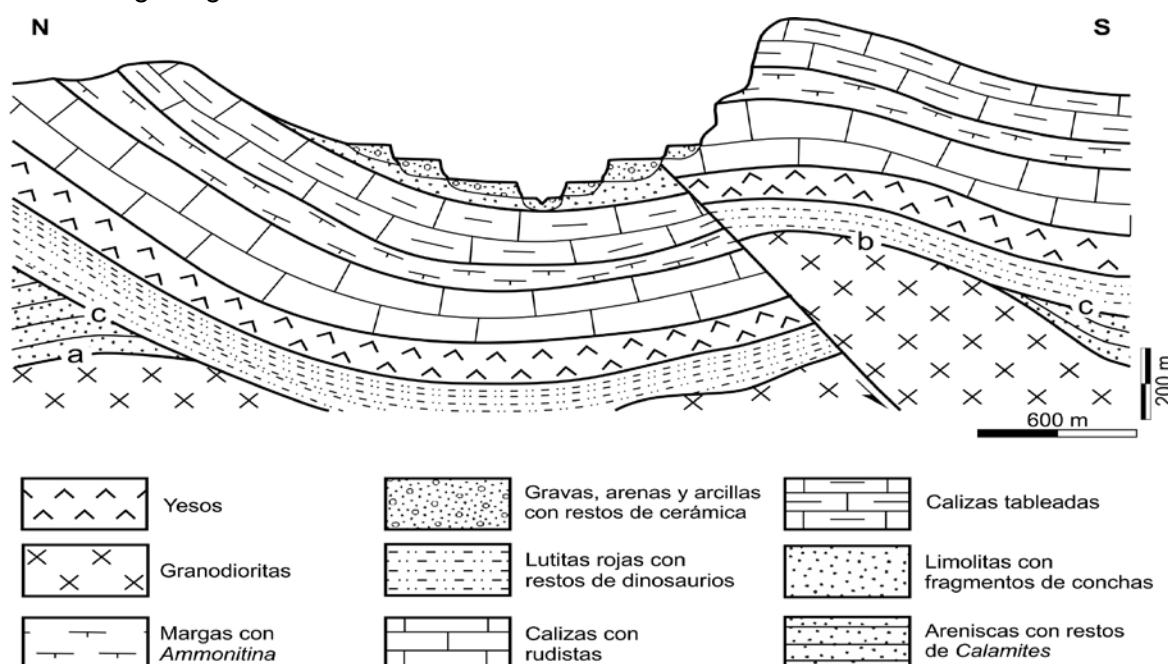 N
S
c
a
b
c
600 m
200 m
Yesos
Gravas, arenas y arcillas
con restos de cerámica
Calizas tableadas
Granodioritas
Lutitas rojas con
restos de dinosaurios
Limolitas con
fragmentos de conchas
Margas con
Ammonitina
Calizas con
rudistas
Areniscas con restos
de Calamites